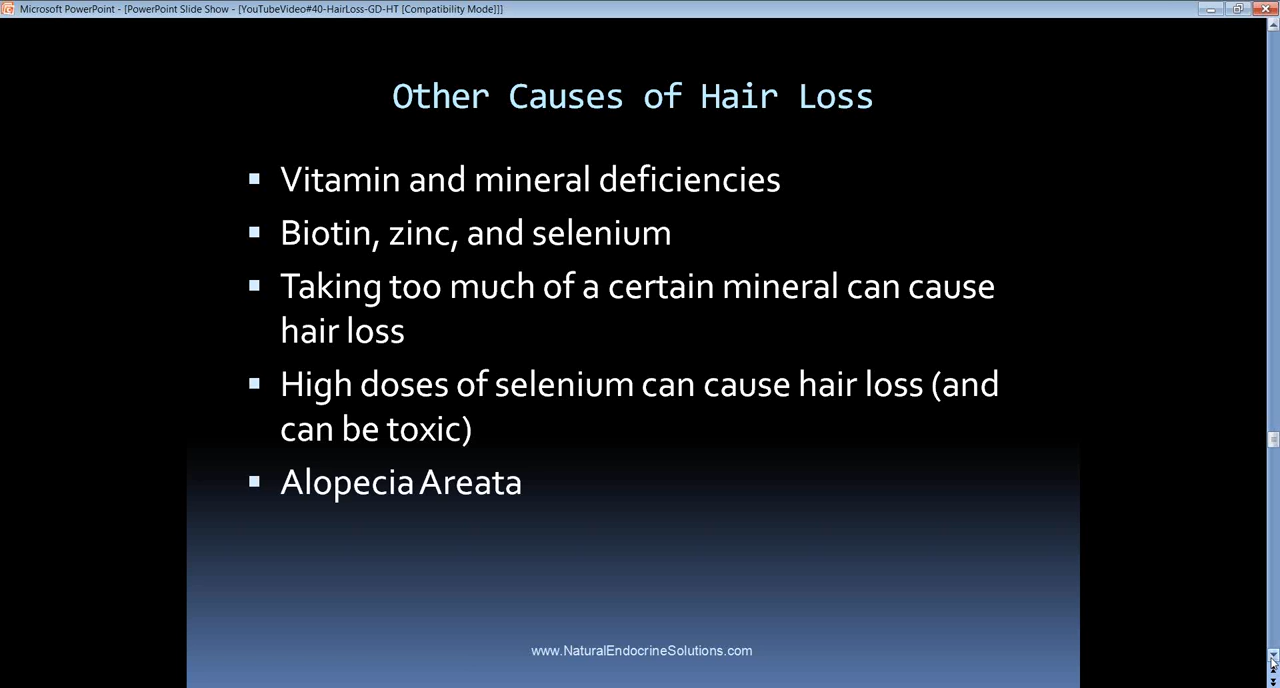 Microsoft PowerPoint - [PowerPoint Slide Show - [YouTubeVideo#40-HairLoss-GD-HT [Compatibility Mode]]]
Other Causes of Hair Loss
Vitamin and mineral deficiencies
Biotin, zinc, and selenium
Taking too much of a certain mineral can cause
hair loss
High doses of selenium can cause hair loss (and
can be toxic)
Alopecia Areata
www.NaturalEndocrineSolutions.com